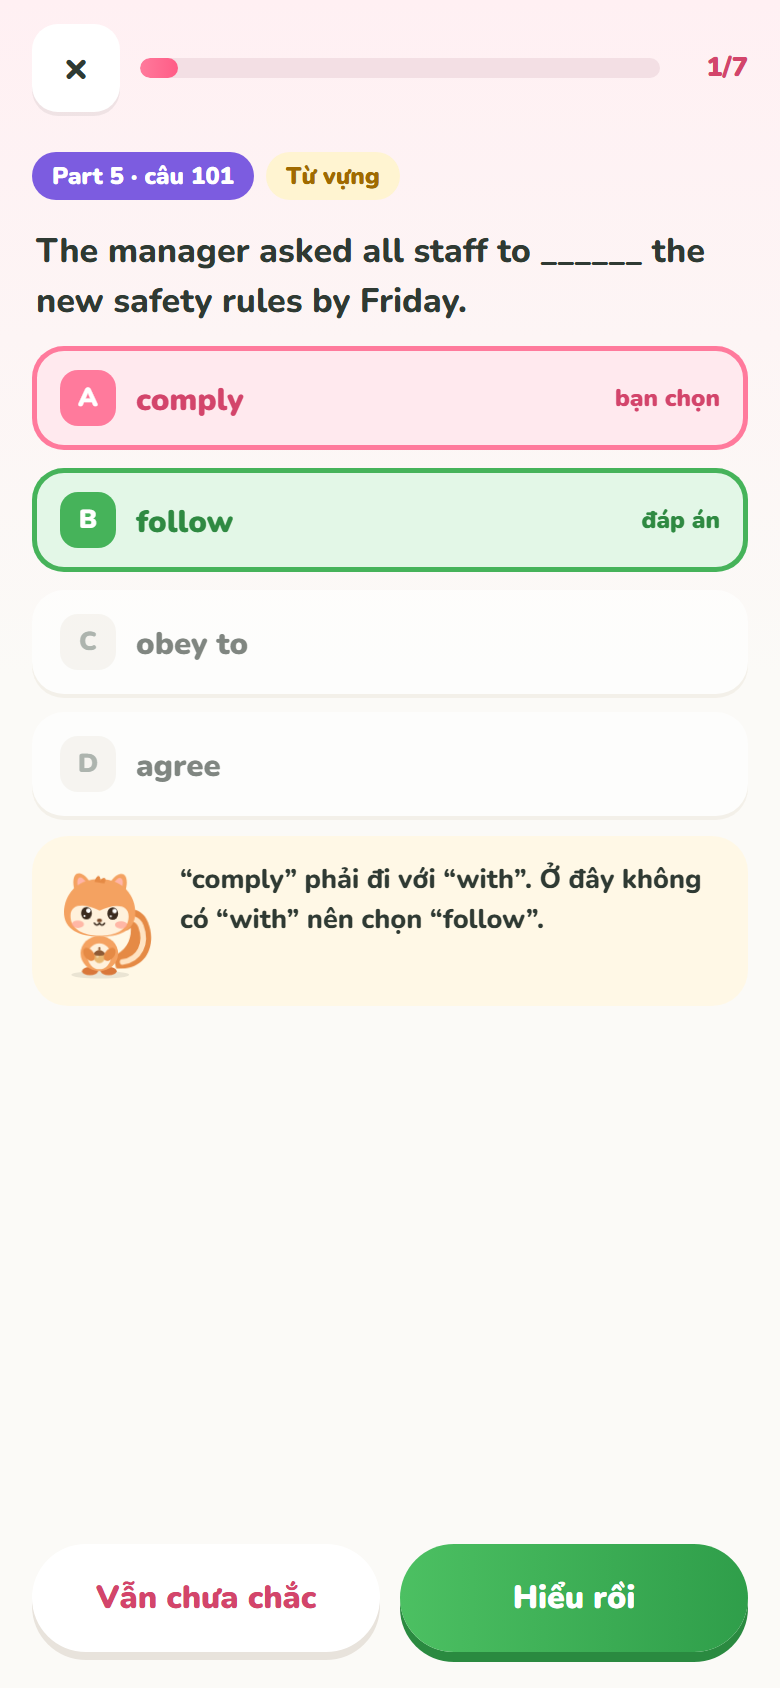 ×
1/7
Part 5 · câu 101
Từ vựng
The manager asked all staff to ______ the
new safety rules by Friday.
A comply bạn chọn
B follow đáp án
C obey to
D agree
“comply” phải đi với “with”. Ở đây không
có “with” nên chọn “follow”.
Vẫn chưa chắc
Hiểu rồi